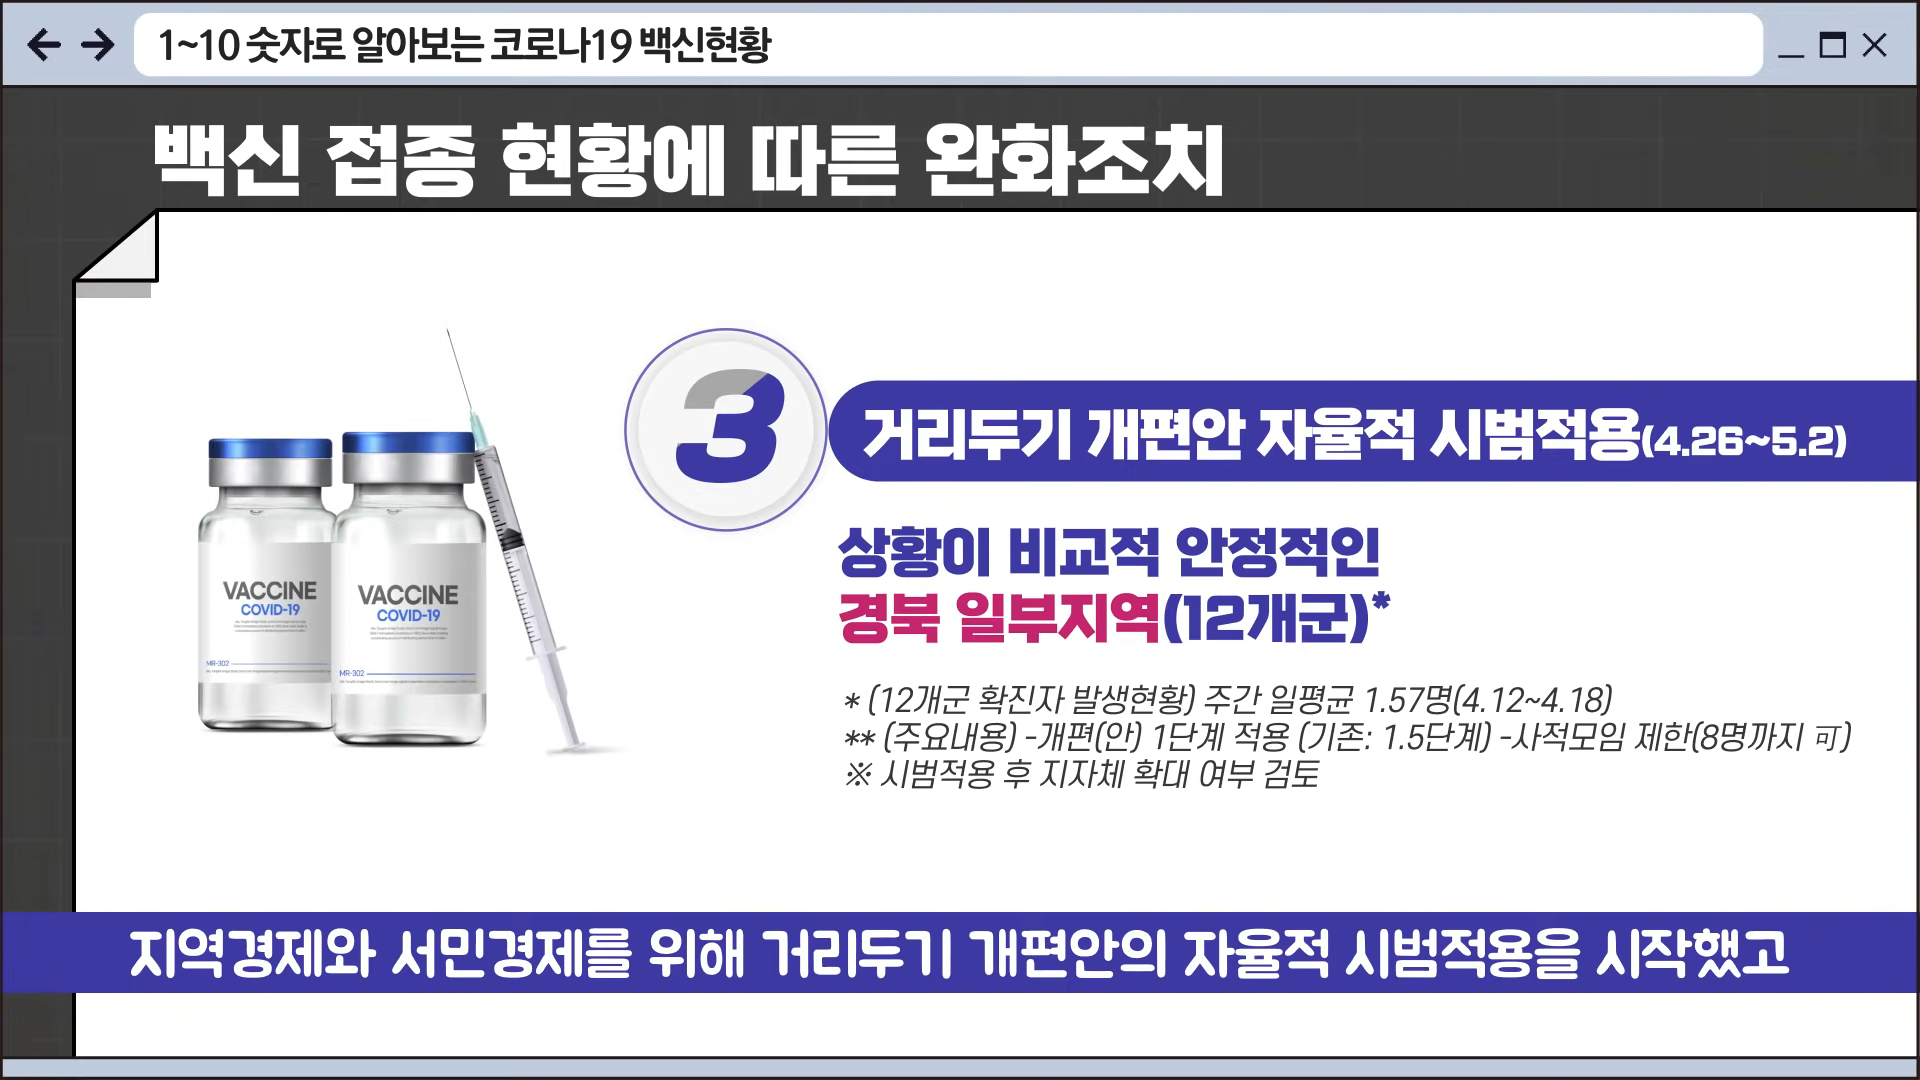 1~10 숫자로 알아보는 코로나19 백신현황
백신 접종 현황에 따른 완화조치
3
거리두기 개편안 자율적 시범적용(4.26~5.2)
상황이 비교적 안정적인
경북 일부지역(12개군)*
* (12개군 확진자 발생현황) 주간 일평균 1.57명(4.12~4.18)
** (주요내용) -개편(안) 1단계 적용 (기존: 1.5단계) -사적모임 제한(8명까지 可)
※ 시범적용 후 지자체 확대 여부 검토
VACCINE
COVID-19
MR-302
VACCINE
COVID-19
MR-302
지역경제와 서민경제를 위해 거리두기 개편안의 자율적 시범적용을 시작했고